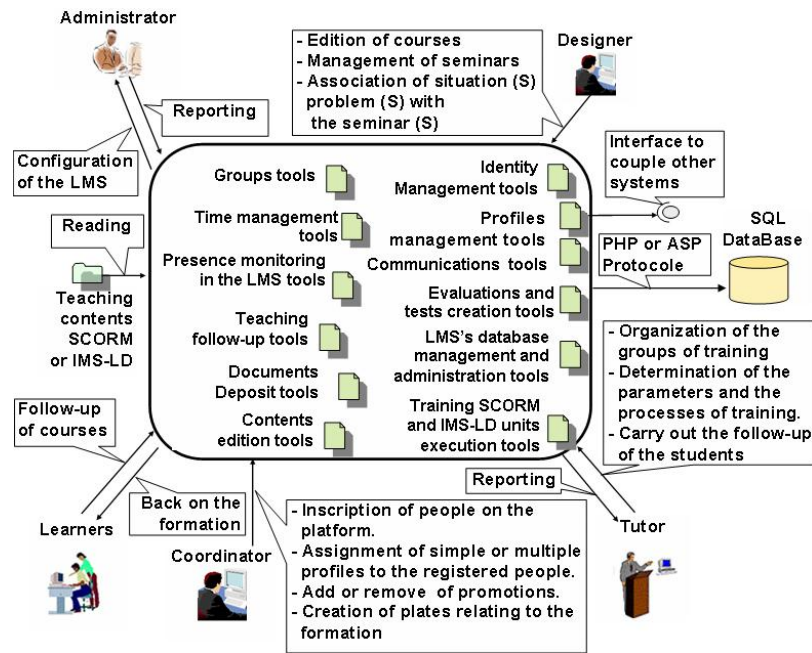 Administrator
- Edition of courses
- Management of seminars
- Association of situation (S)
problem (S) with
the seminar (S)
Designer
Reporting
Configuration
of the LMS
Interface to
couple other
systems
Groups tools
Identity
Management tools
Time management
tools
Profiles
management tools
Reading
SQL
DataBase
PHP or ASP
Protocole
Presence monitoring
in the LMS tools
Communications tools
Teaching
contents
SCORM
or IMS-LD
Evaluations and
tests creation tools
Teaching
follow-up tools
LMS's database
management and
administration tools
- Organization of the
groups of training
- Determination of the
parameters and the
processes of training.
- Carry out the follow-up
of the students
Documents
Deposit tools
Contents
edition tools
Training SCORM
and IMS-LD units
execution tools
Follow-up
of courses
Back on the
formation
Reporting
Learners
Coordinator
- Inscription of people on the
platform.
- Assignment of simple or multiple
profiles to the registered people.
- Add or remove of promotions.
- Creation of plates relating to the
formation
Tutor